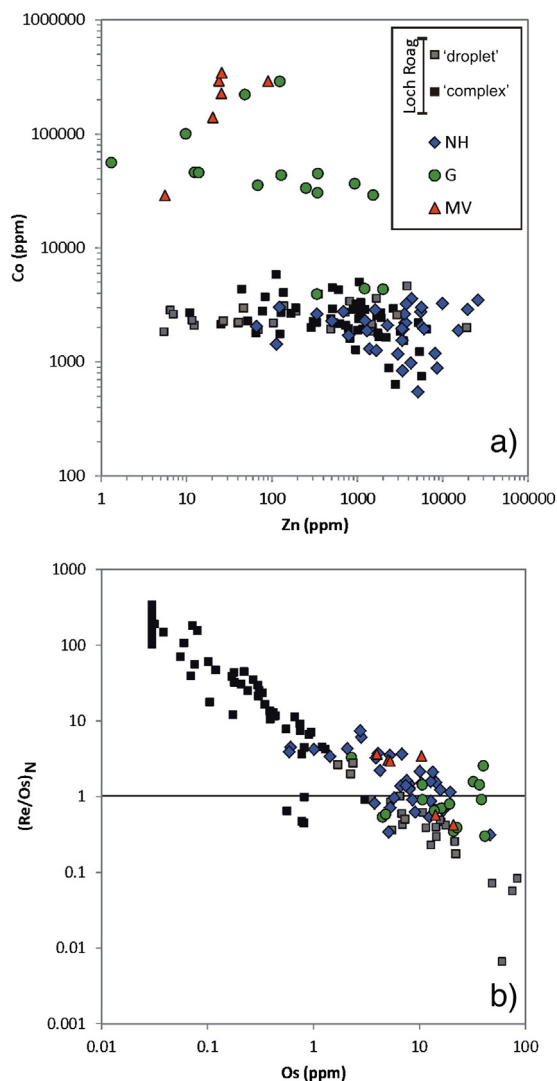 1000000
100000
10000
1000
100
Co (ppm)
1
10
100
1000
10000
100000
Zn (ppm)
Loch Roag
'droplet'
'complex'
NH
G
MV
a)
1000
100
10
1
0.1
0.01
0.001
(Re/Os)N
0.01
0.1
1
10
100
Os (ppm)
b)